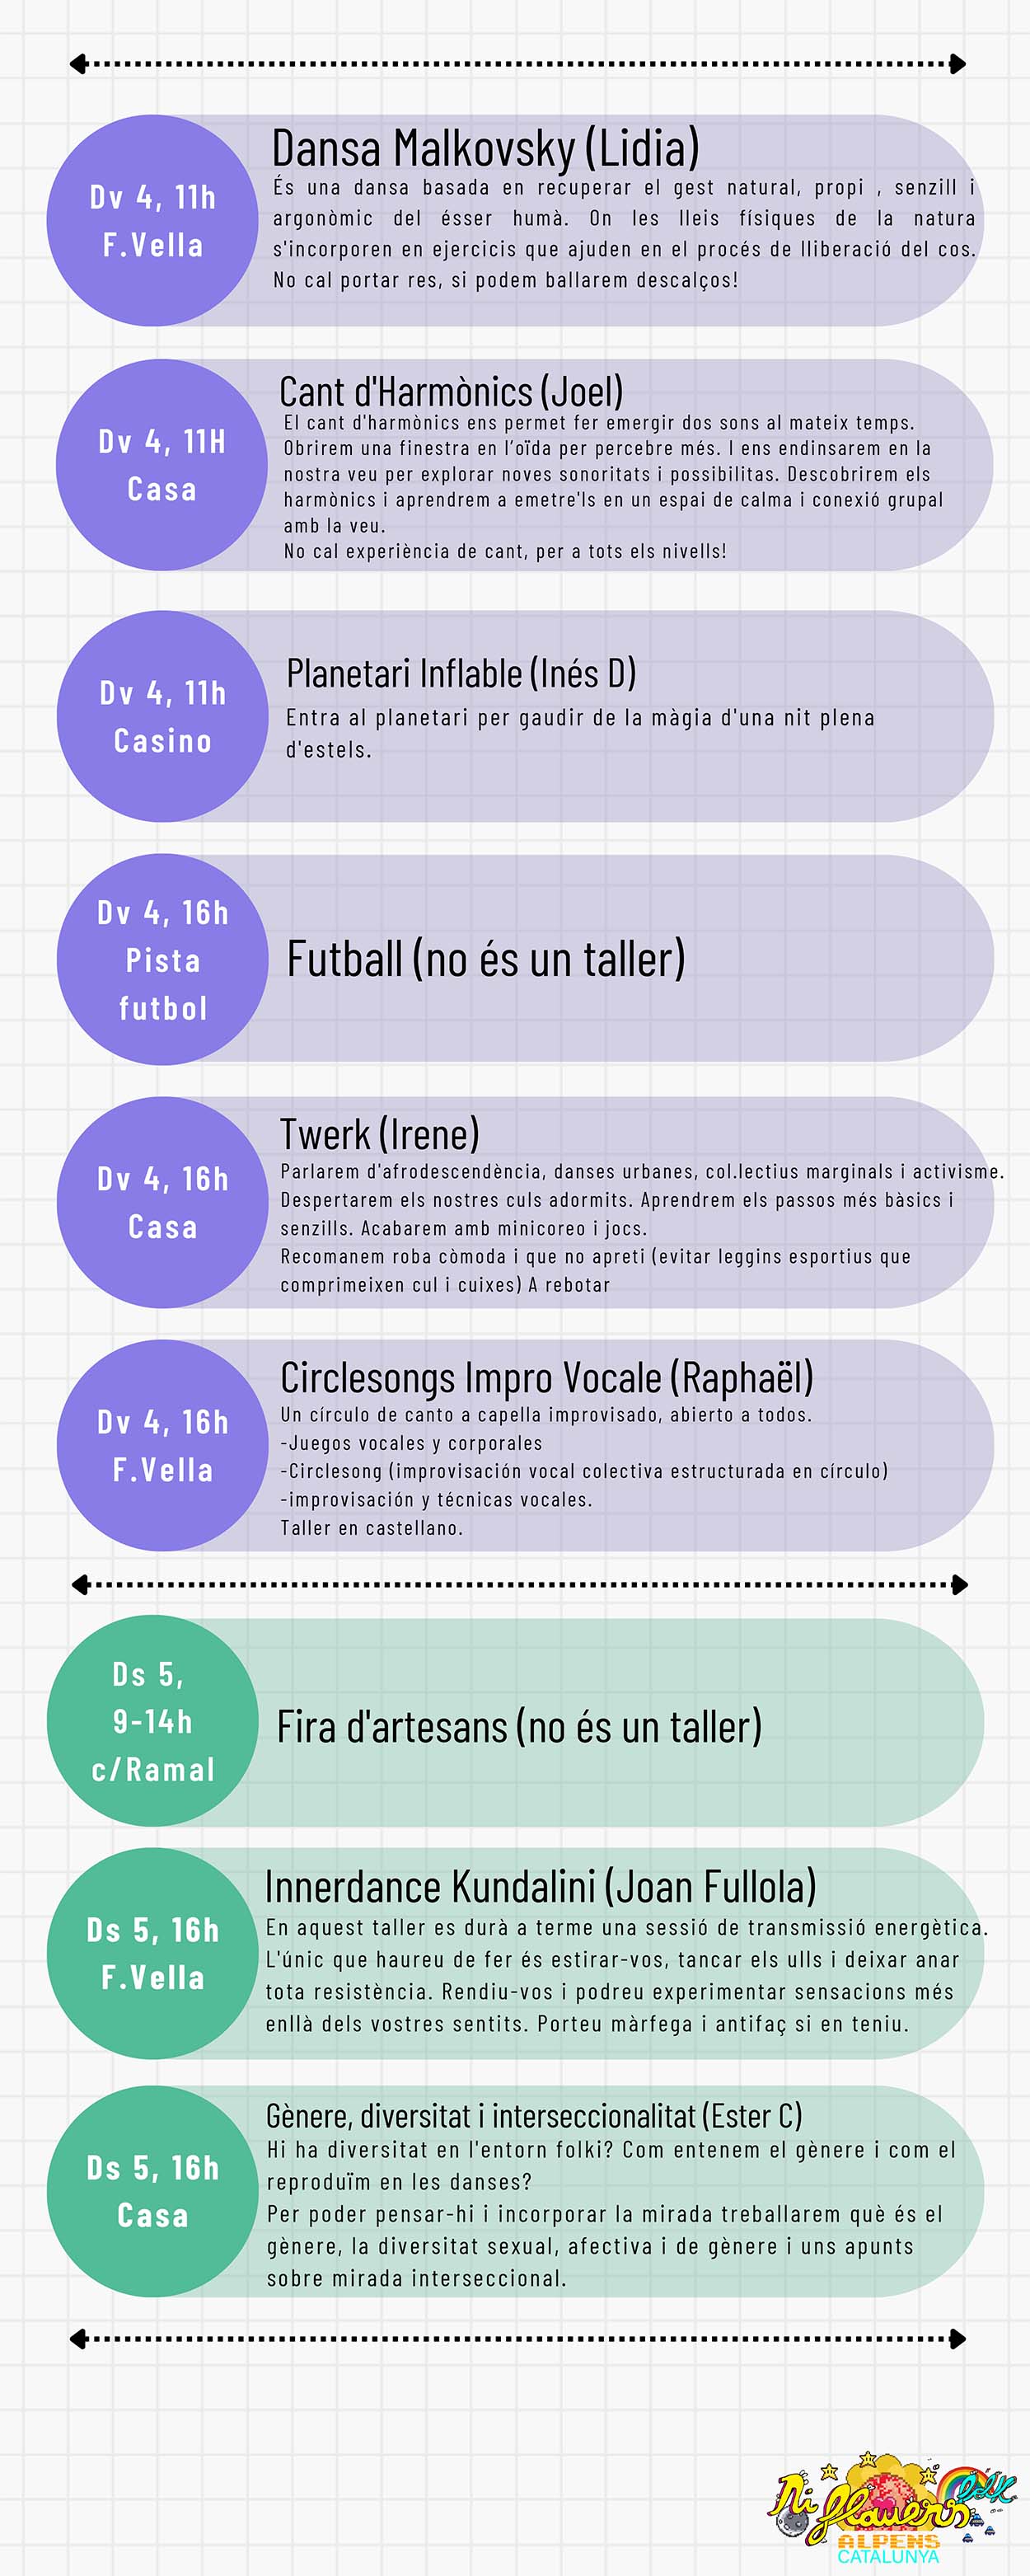 Dansa Malkovsky (Lidia)
Dv 4, 11h
F.Vella
És una dansa basada en recuperar el gest natural, propi , senzill i
argonòmic del ésser humà. On les lleis físiques de la natura
s'incorporen en ejercicis que ajuden en el procés de lliberació del cos.
No cal portar res, si podem ballarem descalços!
Cant d'Harmònics (Joel)
Dv 4, 11H
Casa
El cant d'harmònics ens permet fer emergir dos sons al mateix temps.
Obrirem una finestra en l’oïda per percebre més. I ens endinsarem en la
nostra veu per explorar noves sonoritats i possibilitas. Descobrirem els
harmònics i aprendrem a emetre'ls en un espai de calma i conexió grupal
amb la veu.
No cal experiència de cant, per a tots els nivells!
Planetari Inflable (Inés D)
Dv 4, 11h
Casino
Entra al planetari per gaudir de la màgia d'una nit plena
d'estels.
Dv 4, 16h
Pista
futbol
Futball (no és un taller)
Twerk (Irene)
Dv 4, 16h
Casa
Parlarem d'afrodescendència, danses urbanes, col.lectius marginals i activisme.
Despertarem els nostres culs adormits. Aprendrem els passos més bàsics i
senzills. Acabarem amb minicoreo i jocs.
Recomanem roba còmoda i que no apreti (evitar leggins esportius que
comprimeixen cul i cuixes) A rebotar
Circlesongs Impro Vocale (Raphaël)
Dv 4, 16h
F.Vella
Un círculo de canto a capella improvisado, abierto a todos.
-Juegos vocales y corporales
-Circlesong (improvisación vocal colectiva estructurada en círculo)
-improvisación y técnicas vocales.
Taller en castellano.
Ds 5,
9-14h
c/Ramal
Fira d'artesans (no és un taller)
Innerdance Kundalini (Joan Fullola)
Ds 5, 16h
F.Vella
En aquest taller es durà a terme una sessió de transmissió energètica.
L'únic que haureu de fer és estirar-vos, tancar els ulls i deixar anar
tota resistència. Rendiu-vos i podreu experimentar sensacions més
enllà dels vostres sentits. Porteu màrfega i antifaç si en teniu.
Gènere, diversitat i interseccionalitat (Ester C)
Ds 5, 16h
Casa
Hi ha diversitat en l'entorn folki? Com entenem el gènere i com el
reproduïm en les danses?
Per poder pensar-hi i incorporar la mirada treballarem què és el
gènere, la diversitat sexual, afectiva i de gènere i uns apunts
sobre mirada interseccional.
Ni flauers folk
ALPENS
CATALUNYA